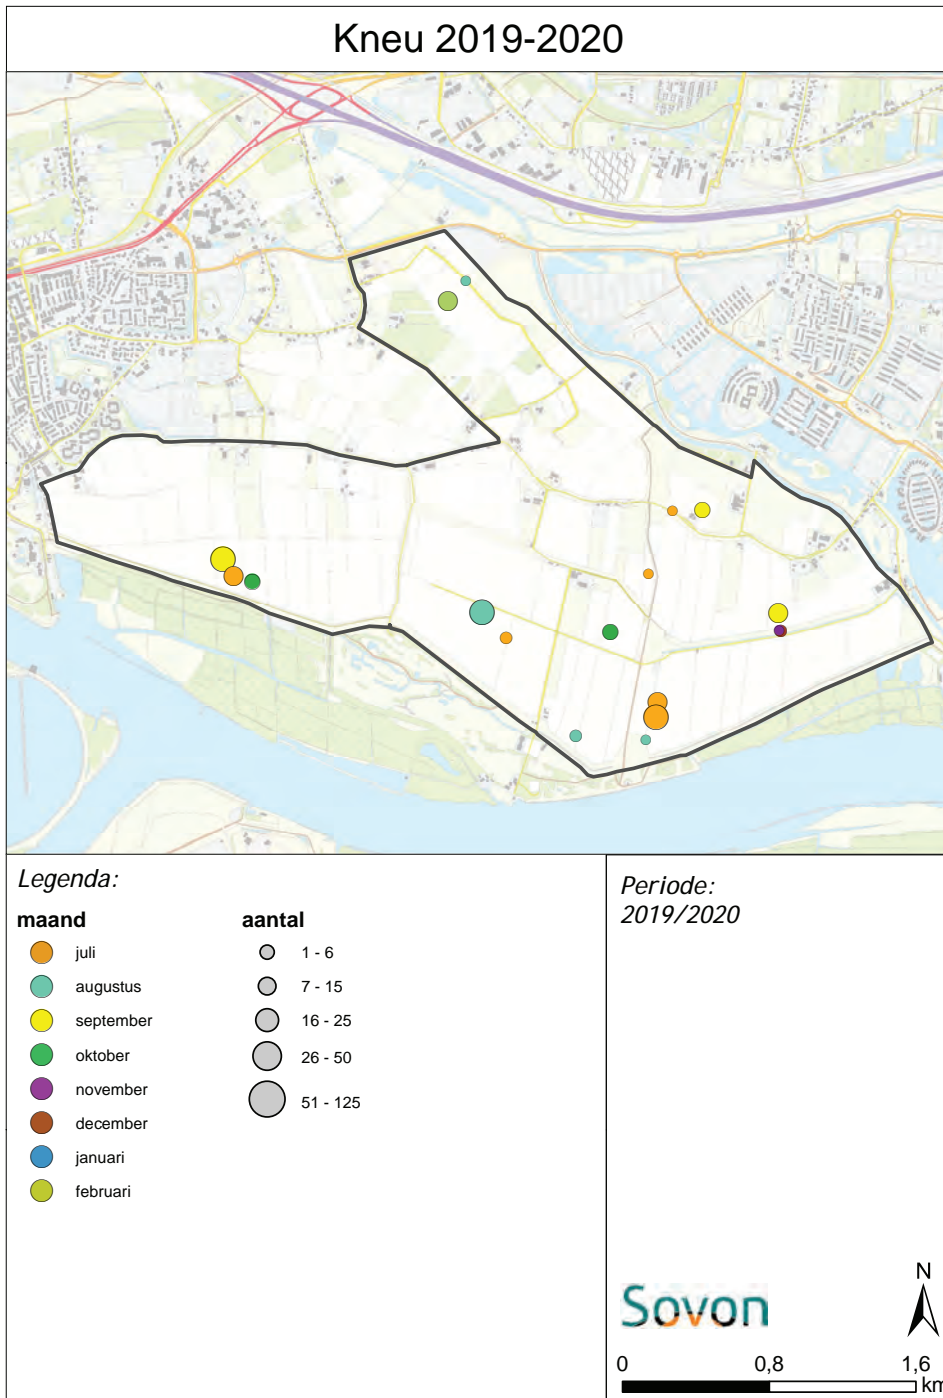 Kneu 2019-2020
Legenda:
maand
juli
augustus
september
oktober
november
december
januari
februari
aantal
1 - 6
7 - 15
16 - 25
26 - 50
51 - 125
Periode:
2019/2020
Sovon
N
0 0,8 1,6
km